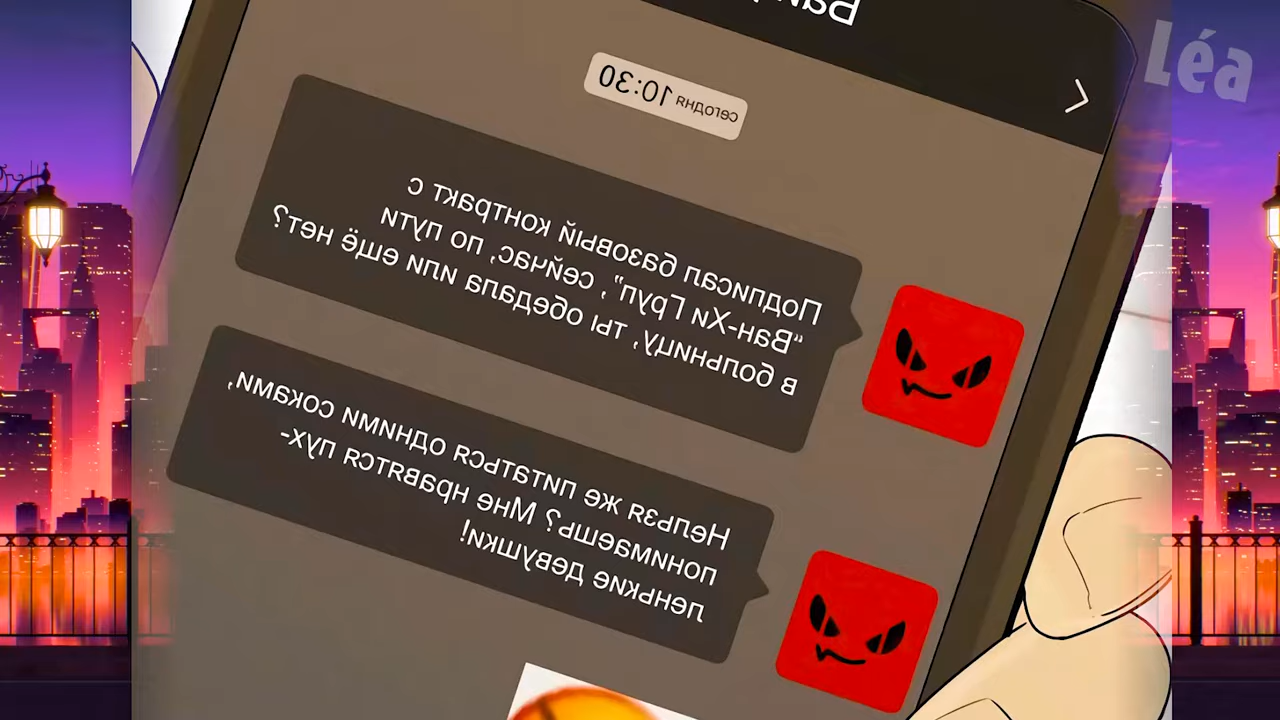 Léa
сегодня 10:30
Подписал базовый контракт с
“Ван-Хи Груп”, сейчас, по пути
в больницу, ты обедала или ещё нет?
Нельзя же питаться одними соками,
понимаешь? Мне нравятся пух-
ленькие девушки!